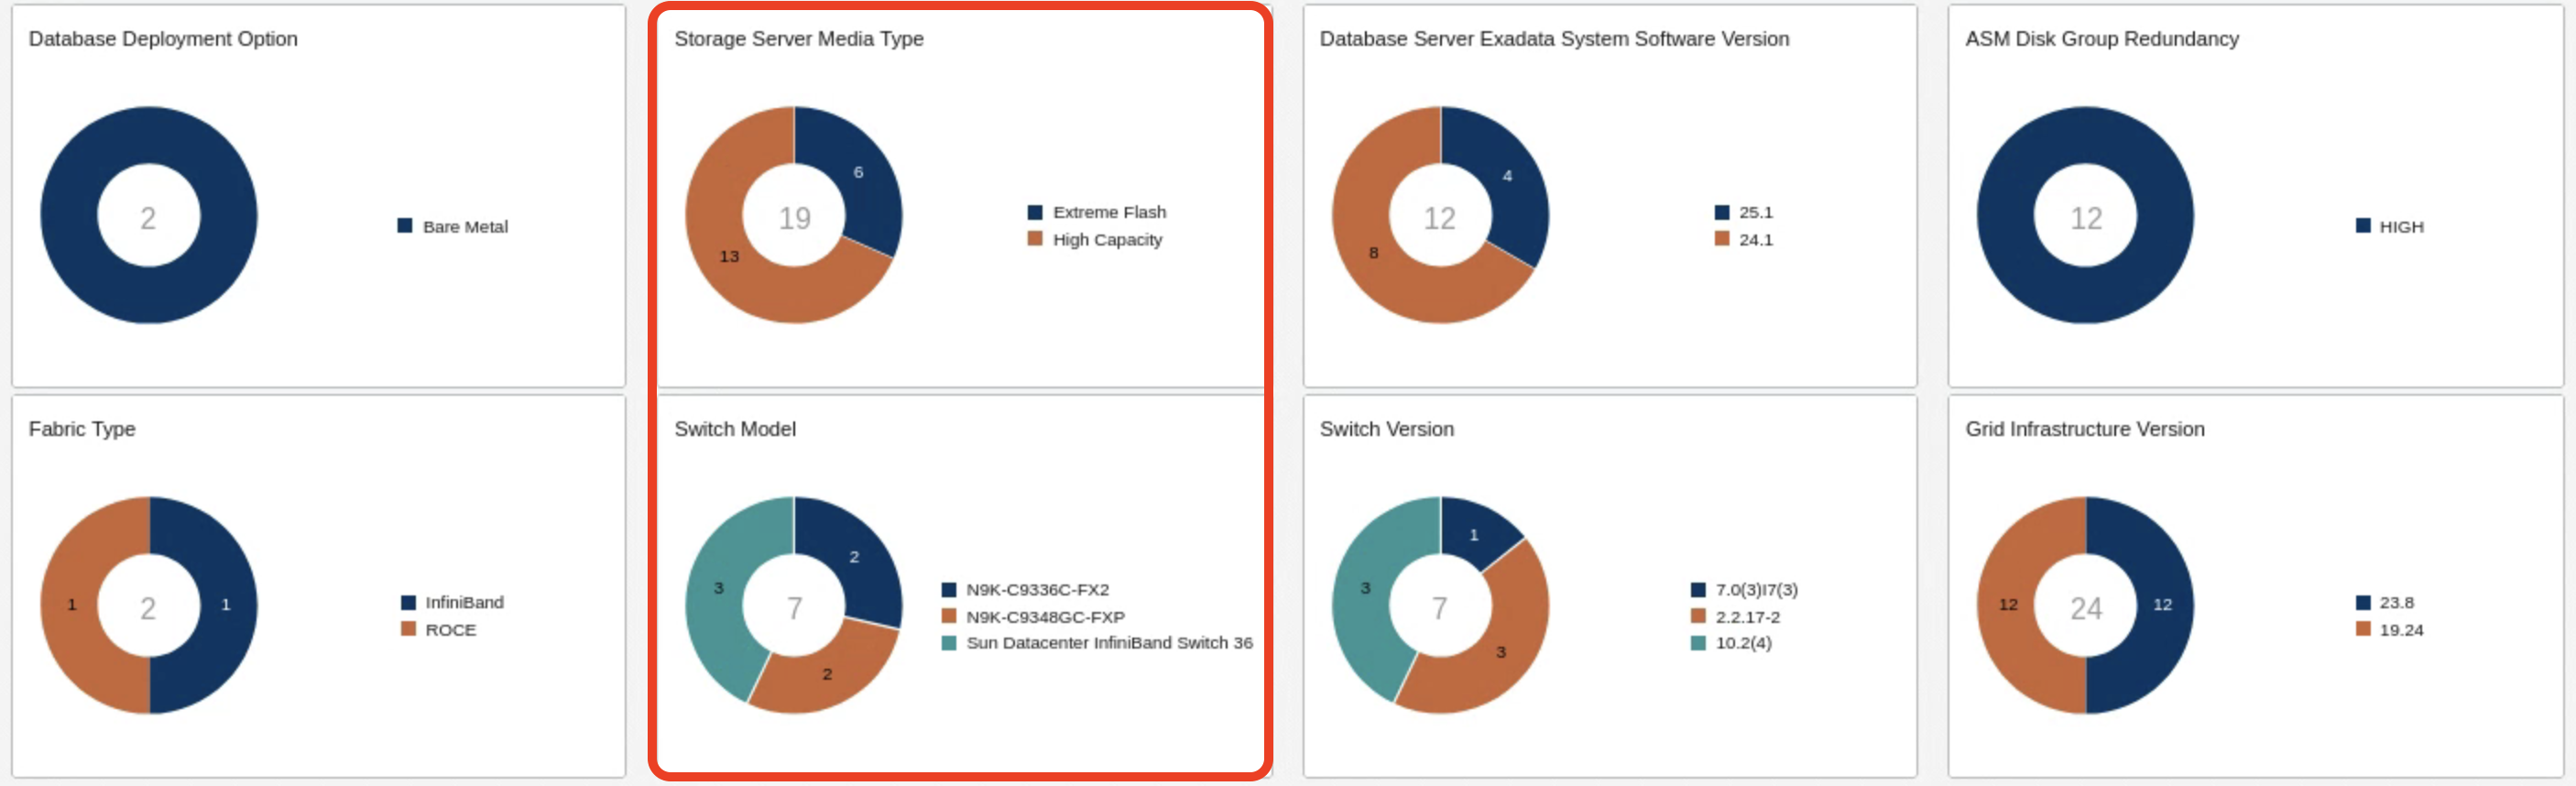 Database Deployment Option
2
Bare Metal
Storage Server Media Type
6
19
13
Extreme Flash
High Capacity
Database Server Exadata System Software Version
4
12
8
25.1
24.1
ASM Disk Group Redundancy
12
HIGH
Fabric Type
1
2
1
InfiniBand
ROCE
Switch Model
2
3
7
2
N9K-C9336C-FX2
N9K-C9348GC-FXP
Sun Datacenter InfiniBand Switch 36
Switch Version
1
3
7
3
7.0(3)I7(3)
2.2.17-2
10.2(4)
Grid Infrastructure Version
12
24
12
23.8
19.24